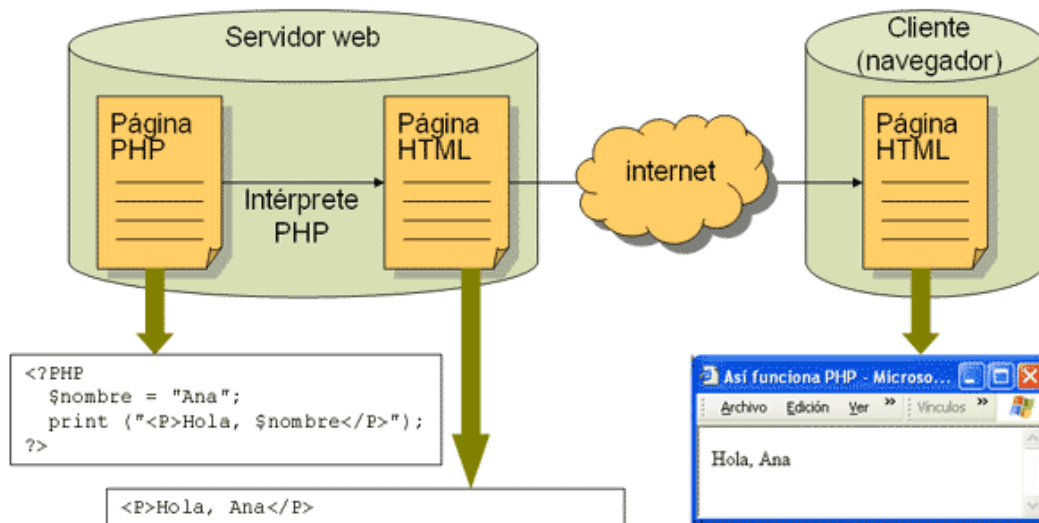 Servidor web
Cliente
(navegador)
Página
PHP
Intérprete
PHP
Página
HTML
internet
Página
HTML
<?PHP
$nombre = "Ana";
print ("<P>Hola, $nombre</P>");
?>
<P>Hola, Ana</P>
Así funciona PHP - Microso...
Archivo Edición Ver » Vínculos »
Hola, Ana